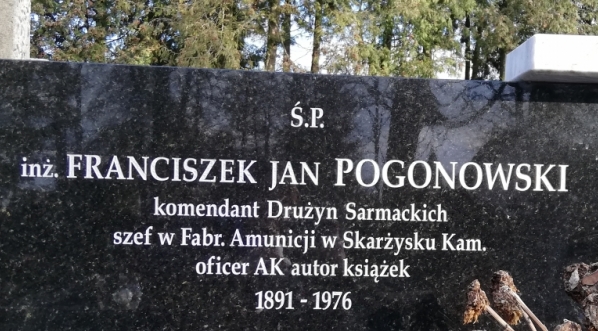 Ś.P.
inż. FRANCISZEK JAN POGONOWSKI
komendant Drużyn Sarmackich
szef w Fabr. Amunicji w Skarżysku Kam.
oficer AK autor książek
1891 - 1976